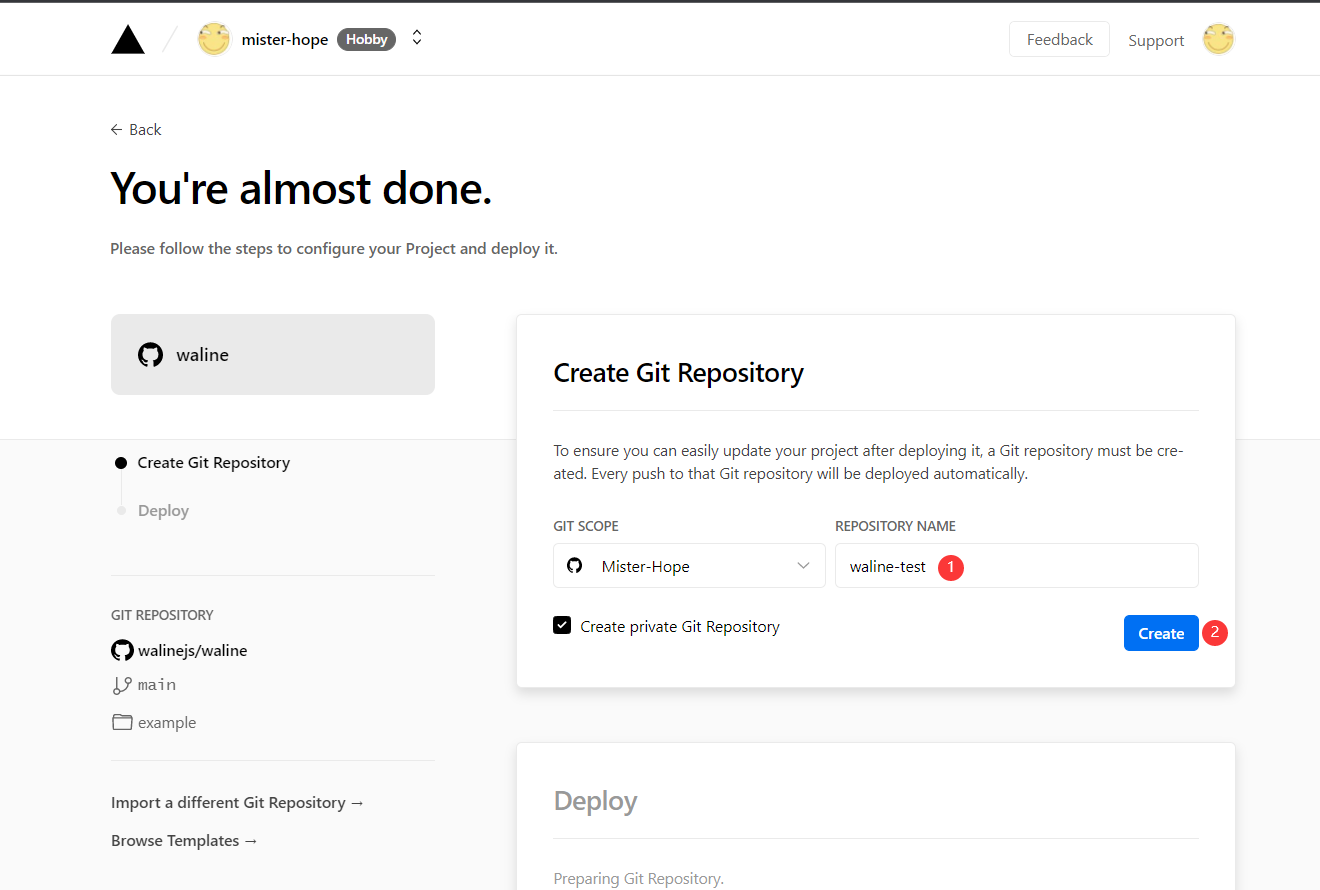 mister-hope Hobby
Feedback
Support
← Back
You're almost done.
Please follow the steps to configure your Project and deploy it.
waline
Create Git Repository
Deploy
GIT REPOSITORY
walinejs/waline
main
example
Import a different Git Repository →
Browse Templates →
Create Git Repository
To ensure you can easily update your project after deploying it, a Git repository must be cre-
ated. Every push to that Git repository will be deployed automatically.
GIT SCOPE
Mister-Hope
REPOSITORY NAME
waline-test 1
Create private Git Repository
Create 2
Deploy
Preparing Git Repository.